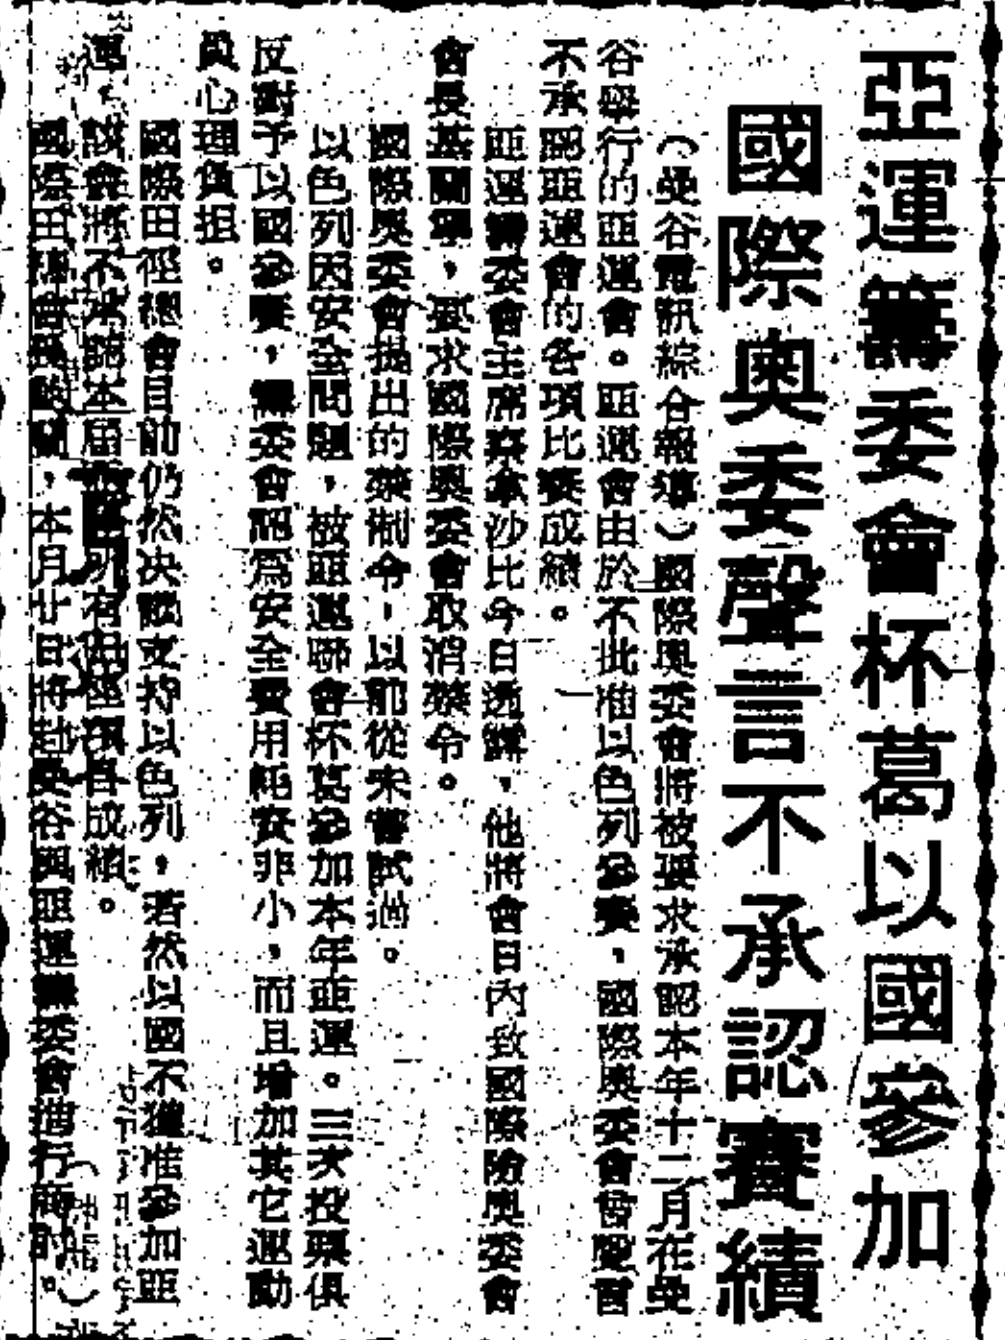 亞運籌委會杯葛以國參加
國際奧委聲言不承認賽績
（曼谷電訊綜合報導）國際奧委會將被要求承認本年十二月在曼
谷舉行的亞運會。亞運會由於不批准以色列參賽，國際奧委會曾聲言
不承認亞運會的各項比賽成績。
亞運籌委會主席 沙比今日透露，他將會日內致國際險奧委會
會長基蘭寧，要求國際奧委會取消禁令。
國際奧委會提出的禁制令，以前從未嘗試過。
以色列因安全問題，被亞運聯會杯葛參加本年亞運。三次投票俱
反對予以國參賽，籌委會認爲安全費用耗資非小，而且增加其它運動
員心理負担。
國際田徑總會目前仍然決議支持以色列，若然以國不獲准參加亞
運，該會將不承認本屆 所有田徑項目成績。
國際田 ，本月廿日將赴曼谷與亞運籌委會進行商討。